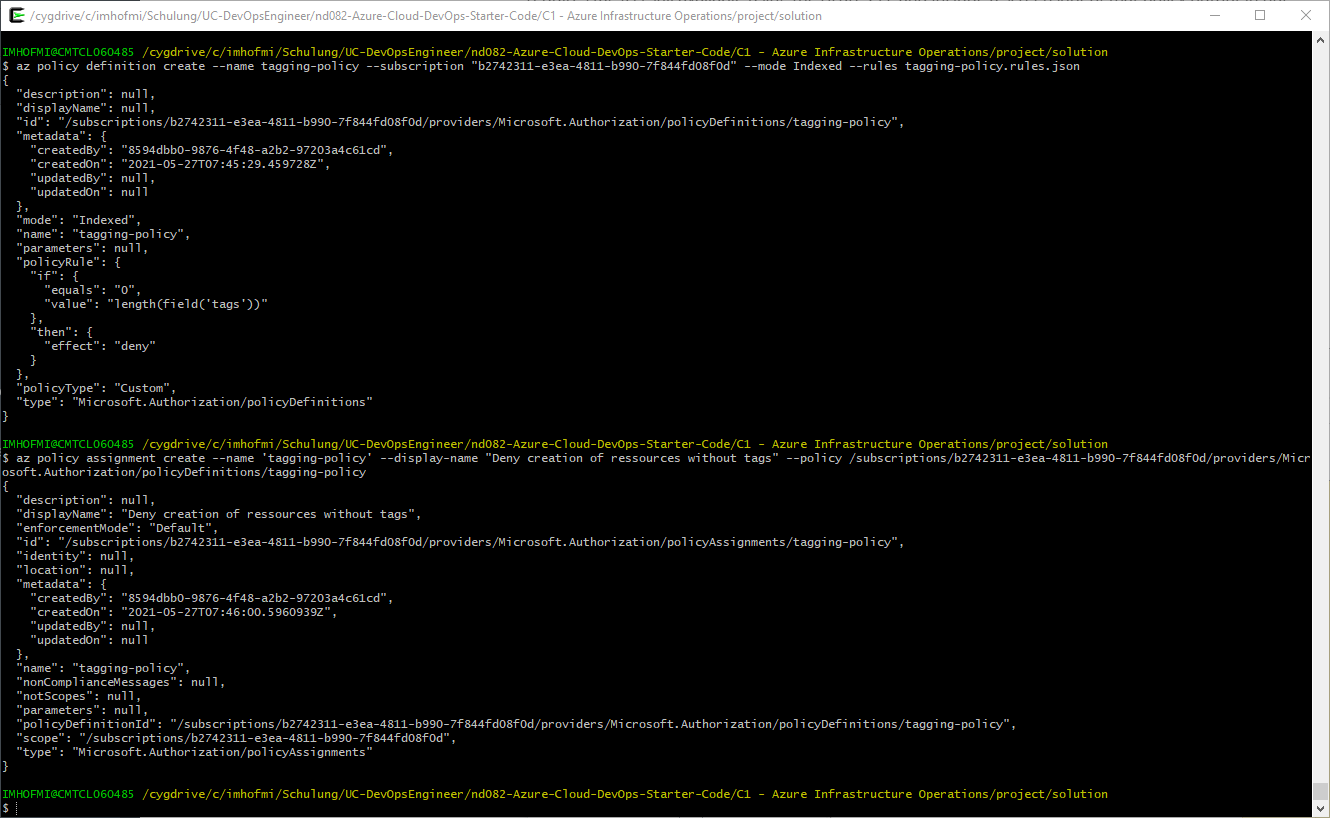 /cygdrive/c/imhofmi/Schulung/UC-DevOpsEngineer/nd082-Azure-Cloud-DevOps-Starter-Code/C1 - Azure Infrastructure Operations/project/solution
IMHOFMI@CMTCL060485 /cygdrive/c/imhofmi/Schulung/UC-DevOpsEngineer/nd082-Azure-Cloud-DevOps-Starter-Code/C1 - Azure Infrastructure Operations/project/solution
$ az policy definition create --name tagging-policy --subscription "b2742311-e3ea-4811-b990-7f844fd08f0d" --mode Indexed --rules tagging-policy.rules.json
{
  "description": null,
  "displayName": null,
  "id": "/subscriptions/b2742311-e3ea-4811-b990-7f844fd08f0d/providers/Microsoft.Authorization/policyDefinitions/tagging-policy",
  "metadata": {
    "createdBy": "8594dbb0-9876-4f48-a2b2-97203a4c61cd",
    "createdOn": "2021-05-27T07:45:29.459728Z",
    "updatedBy": null,
    "updatedOn": null
  },
  "mode": "Indexed",
  "name": "tagging-policy",
  "parameters": null,
  "policyRule": {
    "if": {
      "equals": "0",
      "value": "length(field('tags'))"
    },
    "then": {
      "effect": "deny"
    }
  },
  "policyType": "Custom",
  "type": "Microsoft.Authorization/policyDefinitions"
}
IMHOFMI@CMTCL060485 /cygdrive/c/imhofmi/Schulung/UC-DevOpsEngineer/nd082-Azure-Cloud-DevOps-Starter-Code/C1 - Azure Infrastructure Operations/project/solution
$ az policy assignment create --name 'tagging-policy' --display-name "Deny creation of ressources without tags" --policy /subscriptions/b2742311-e3ea-4811-b990-7f844fd08f0d/providers/Micr
osoft.Authorization/policyDefinitions/tagging-policy
{
  "description": null,
  "displayName": "Deny creation of ressources without tags",
  "enforcementMode": "Default",
  "id": "/subscriptions/b2742311-e3ea-4811-b990-7f844fd08f0d/providers/Microsoft.Authorization/policyAssignments/tagging-policy",
  "identity": null,
  "location": null,
  "metadata": {
    "createdBy": "8594dbb0-9876-4f48-a2b2-97203a4c61cd",
    "createdOn": "2021-05-27T07:46:00.5960939Z",
    "updatedBy": null,
    "updatedOn": null
  },
  "name": "tagging-policy",
  "nonComplianceMessages": null,
  "notScopes": null,
  "parameters": null,
  "policyDefinitionId": "/subscriptions/b2742311-e3ea-4811-b990-7f844fd08f0d/providers/Microsoft.Authorization/policyDefinitions/tagging-policy",
  "scope": "/subscriptions/b2742311-e3ea-4811-b990-7f844fd08f0d",
  "type": "Microsoft.Authorization/policyAssignments"
}
IMHOFMI@CMTCL060485 /cygdrive/c/imhofmi/Schulung/UC-DevOpsEngineer/nd082-Azure-Cloud-DevOps-Starter-Code/C1 - Azure Infrastructure Operations/project/solution
$